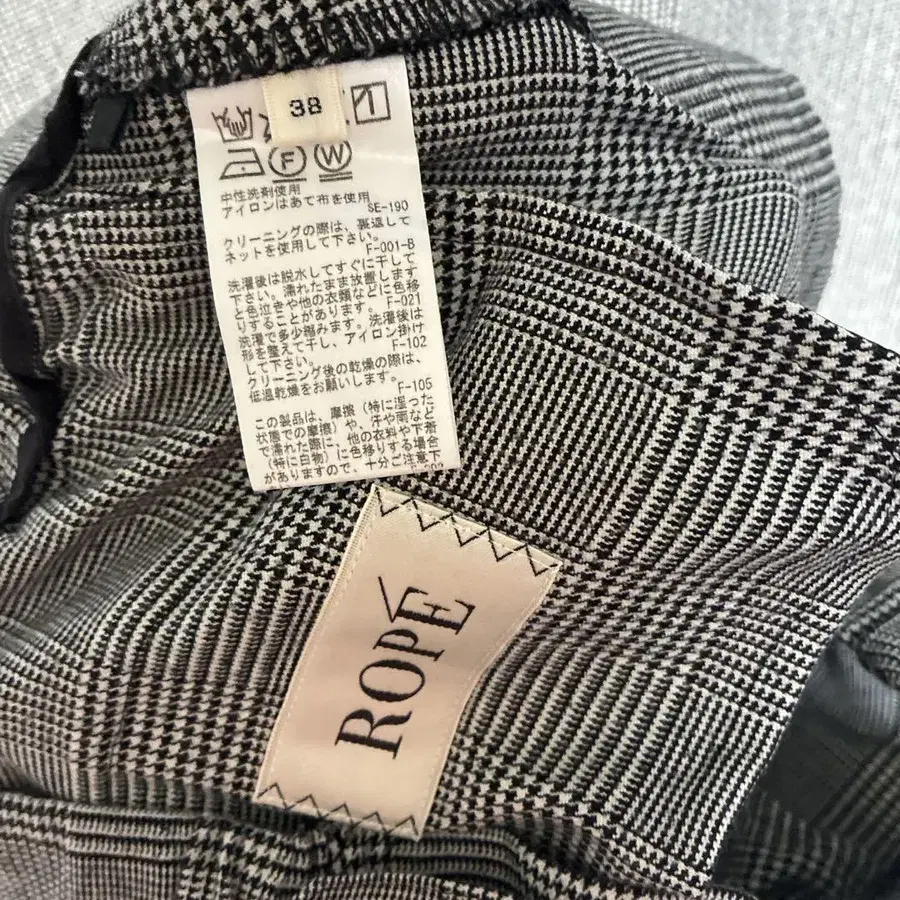 38
F W
中性洗剤使用
アイロンはあて布を使用
SE-190
クリーニングの際は、裏返して
ネットを使用して下さい。
F-001-B
洗濯後は脱水してすぐに干して
下さい。濡れたまま放置します
と色泣きや他の衣類などに色移
りすることがあります。
F-021
洗濯で多少縮みます。洗濯後は
形を整えて干し、アイロン掛け
して下さい。
F-102
クリーニング後の乾燥の際は、
低温乾燥をお願いします。
F-105
この製品は、摩擦（特に湿った
状態での摩擦）や、汗や雨など
で濡れた際に、他の衣料や下着
（特に白物）に色移りする場合
がありますので、十分ご注意下
ROPÉ